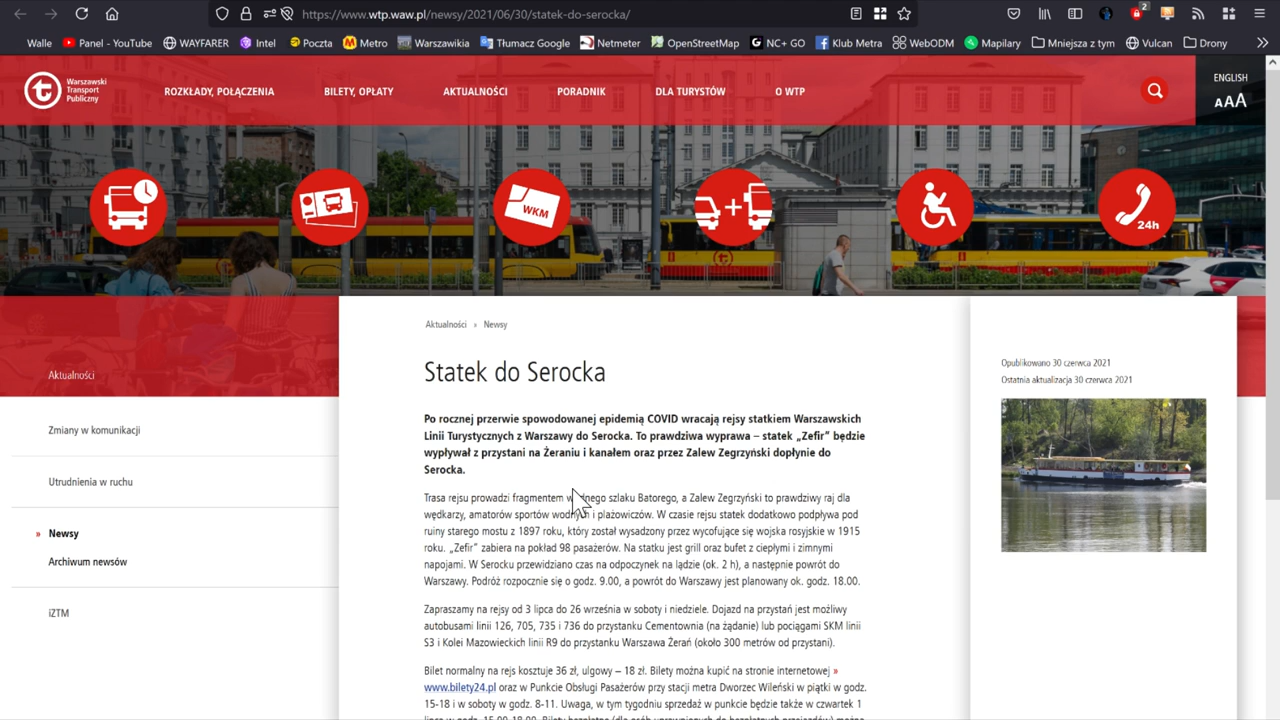 https://www.wtp.waw.pl/newsy/2021/06/30/statek-do-serocka/
2
Walle Panel - YouTube WAYFARER Intel Poczta Metro Warszawikia Tłumacz Google Netmeter OpenStreetMap NC+ GO Klub Metra WebODM Mapilary Mniejsza z tym Vulcan Drony
Warszawski
Transport
Publiczny
ROZKŁADY, POŁĄCZENIA BILETY, OPŁATY AKTUALNOŚCI PORADNIK DLA TURYSTÓW O WTP
ENGLISH
AAA
WKM
24h
Aktualności › Newsy
Aktualności
Zmiany w komunikacji
Utrudnienia w ruchu
» Newsy
Archiwum newsów
iZTM
Statek do Serocka
Po rocznej przerwie spowodowanej epidemią COVID wracają rejsy statkiem Warszawskich
Linii Turystycznych z Warszawy do Serocka. To prawdziwa wyprawa – statek „Zefir” będzie
wypływał z przystani na Żeraniu i kanałem oraz przez Zalew Zegrzyński dopłynie do
Serocka.
Trasa rejsu prowadzi fragmentem szlaku Batorego, a Zalew Zegrzyński to prawdziwy raj dla
wędkarzy, amatorów sportów wodnych i plażowiczów. W czasie rejsu statek dodatkowo podpływa pod
ruiny starego mostu z 1897 roku, który został wysadzony przez wycofujące się wojska rosyjskie w 1915
roku. „Zefir” zabiera na pokład 98 pasażerów. Na statku jest grill oraz bufet z ciepłymi i zimnymi
napojami. W Serocku przewidziano czas na odpoczynek na lądzie (ok. 2 h), a następnie powrót do
Warszawy. Podróż rozpocznie się o godz. 9.00, a powrót do Warszawy jest planowany ok. godz. 18.00.
Zapraszamy na rejsy od 3 lipca do 26 września w soboty i niedziele. Dojazd na przystań jest możliwy
autobusami linii 126, 705, 735 i 736 do przystanku Cementownia (na żądanie) lub pociągami SKM linii
S3 i Kolei Mazowieckich linii R9 do przystanku Warszawa Żerań (około 300 metrów od przystani).
Bilet normalny na rejs kosztuje 36 zł, ulgowy – 18 zł. Bilety można kupić na stronie internetowej »
www.bilety24.pl oraz w Punkcie Obsługi Pasażerów przy stacji metra Dworzec Wileński w piątki w godz.
15-18 i w soboty w godz. 8-11. Uwaga, w tym tygodniu sprzedaż w punkcie będzie także w czwartek 1
Opublikowano 30 czerwca 2021
Ostatnia aktualizacja 30 czerwca 2021